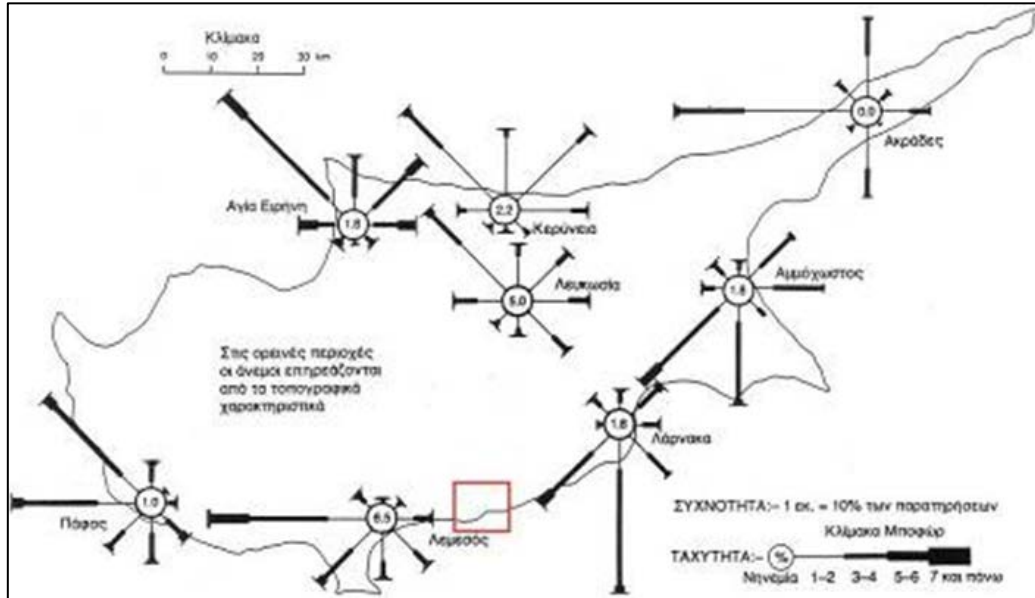 Κλίμακα
0 10 20 30 km
0.0
Ακράδες
Αγία Ειρήνη
1.8
2.2
Κερύνεια
5.0
Λευκωσία
Αμμόχωστος
1.8
Στις ορεινές περιοχές
οι άνεμοι επηρεάζονται
από τα τοπογραφικά
χαρακτηριστικά
1.8
Λάρνακα
1.0
Πάφος
6.5
Λεμεσός
ΣΥΧΝΟΤΗΤΑ:- 1 εκ. = 10% των παρατηρήσεων
Κλίμακα Μποφώρ
ΤΑΧΥΤΗΤΑ:- %
Νηνεμία 1-2 3-4 5-6 7 και πάνω